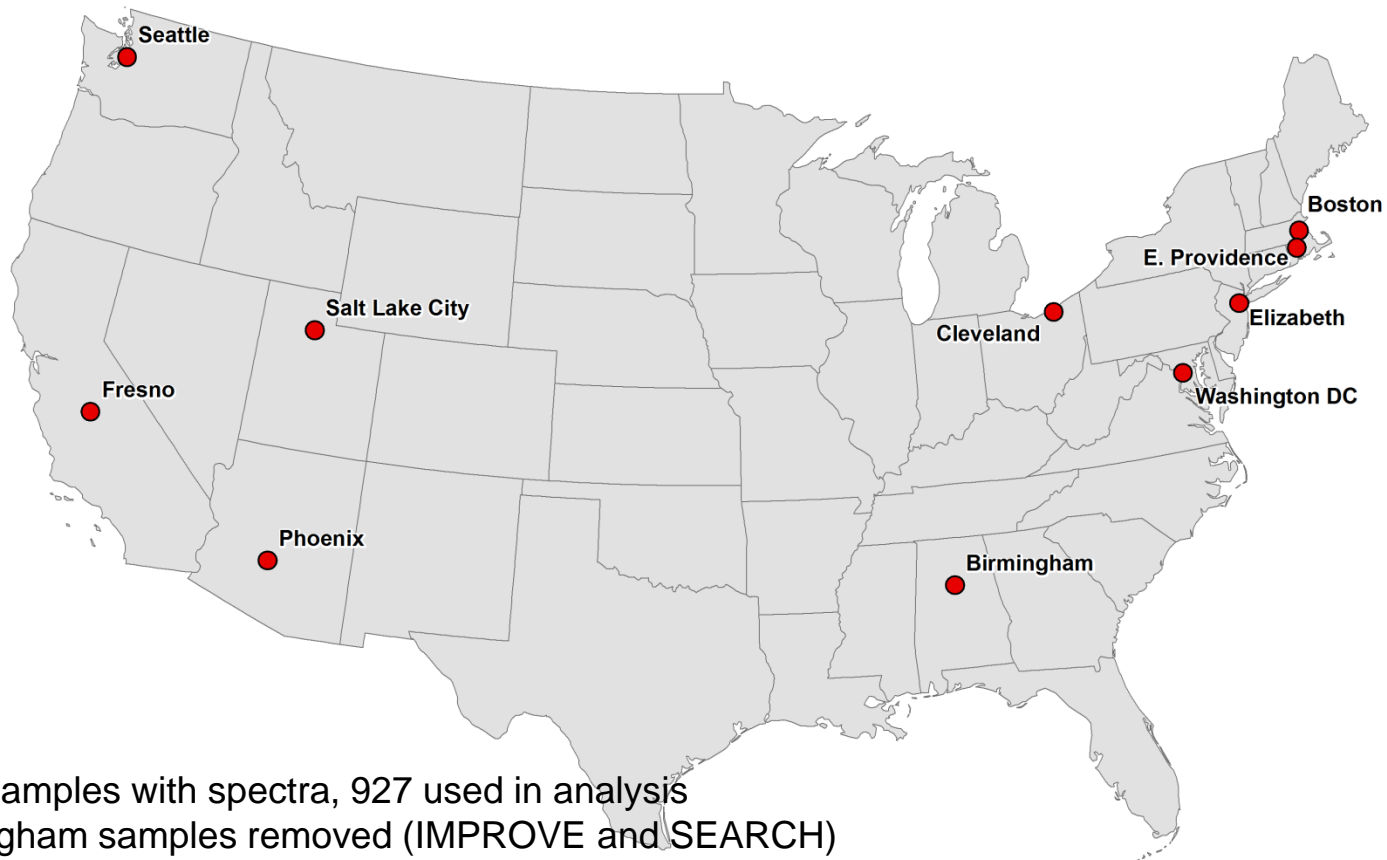 Seattle
Boston
E. Providence
Salt Lake City
Elizabeth
Cleveland
Fresno
Washington DC
Phoenix
Birmingham
samples with spectra, 927 used in analysis
gham samples removed (IMPROVE and SEARCH)